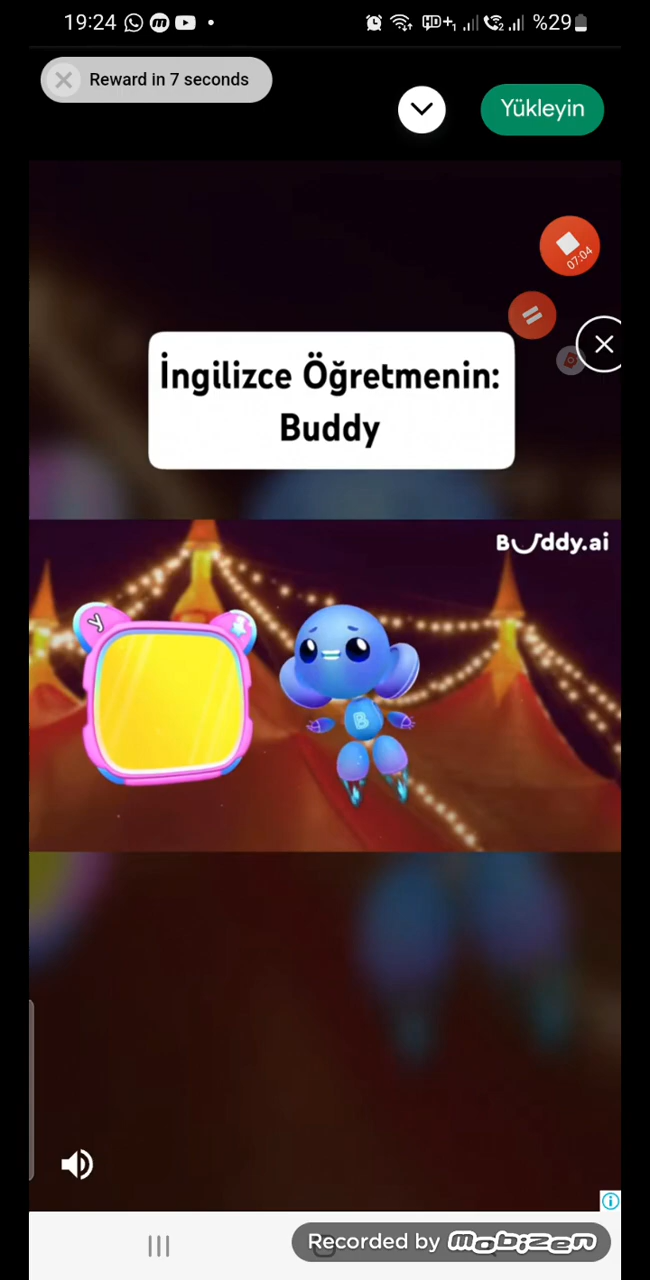 19:24
%29
Reward in 7 seconds
Yükleyin
07:04
İngilizce Öğretmenin:
Buddy
Buddy.ai
y
B
Recorded by mobizen